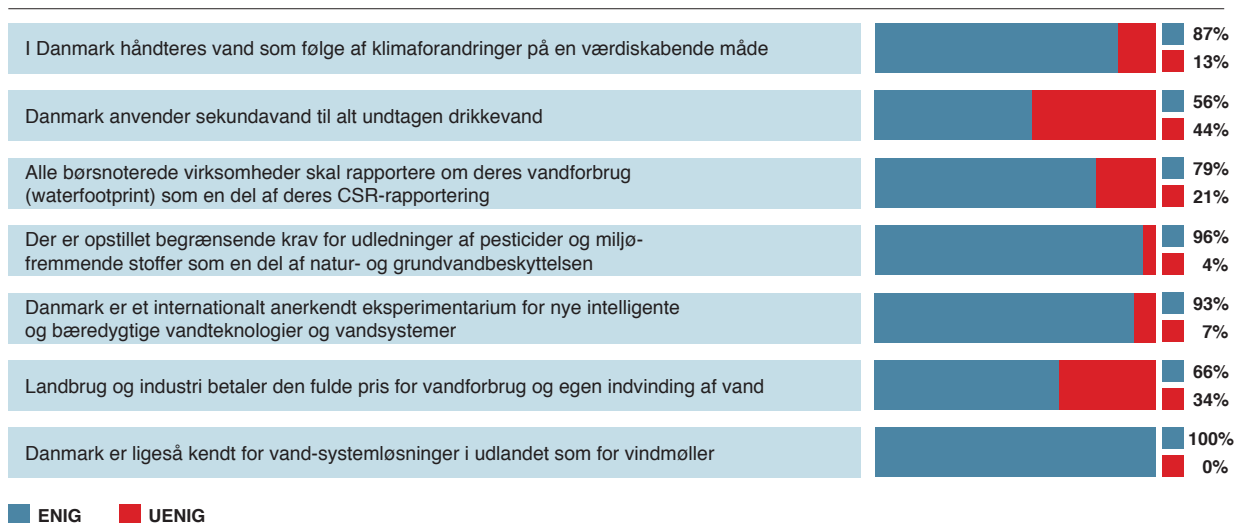 I Danmark håndteres vand som følge af klimaforandringer på en værdiskabende måde
87%
13%
Danmark anvender sekundavand til alt undtagen drikkevand
56%
44%
Alle børsnoterede virksomheder skal rapportere om deres vandforbrug
(waterfootprint) som en del af deres CSR-rapportering
79%
21%
Der er opstillet begrænsende krav for udledninger af pesticider og miljø-
fremmende stoffer som en del af natur- og grundvandbeskyttelsen
96%
4%
Danmark er et internationalt anerkendt eksperimentarium for nye intelligente
og bæredygtige vandteknologier og vandsystemer
93%
7%
Landbrug og industri betaler den fulde pris for vandforbrug og egen indvinding af vand
66%
34%
Danmark er ligeså kendt for vand-systemløsninger i udlandet som for vindmøller
100%
0%
ENIG UENIG